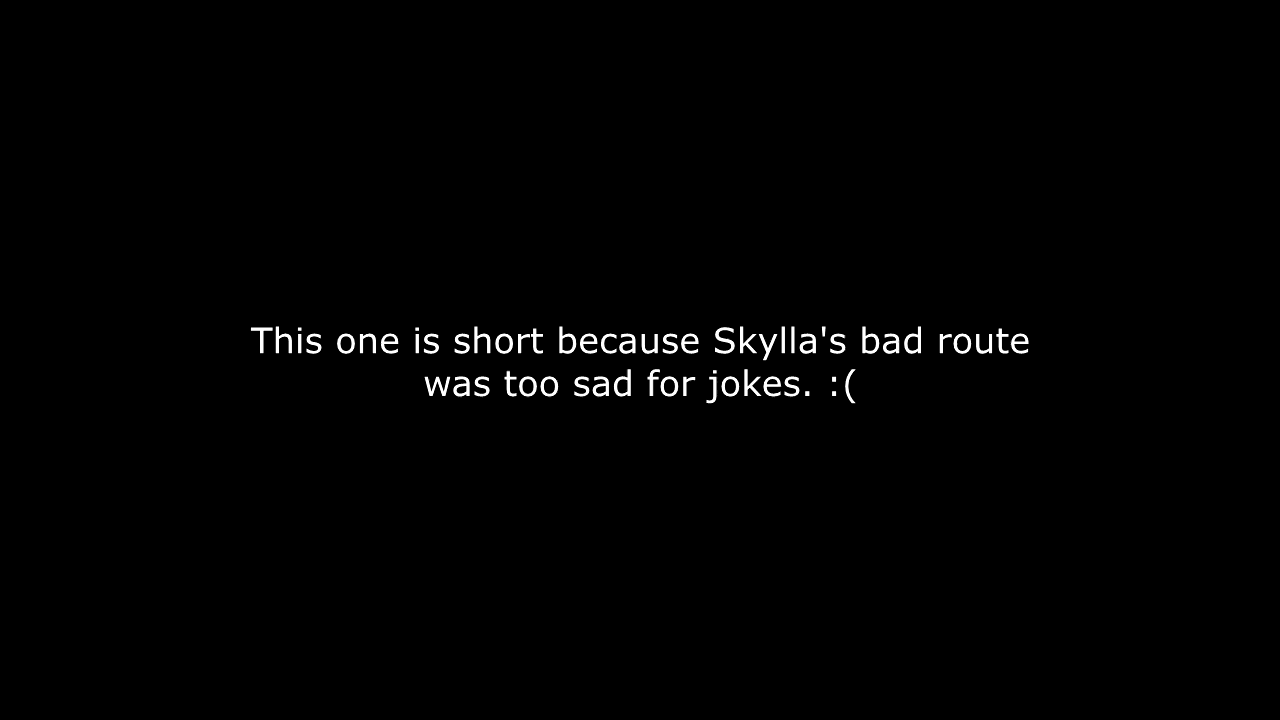 This one is short because Skylla's bad route
was too sad for jokes. :(